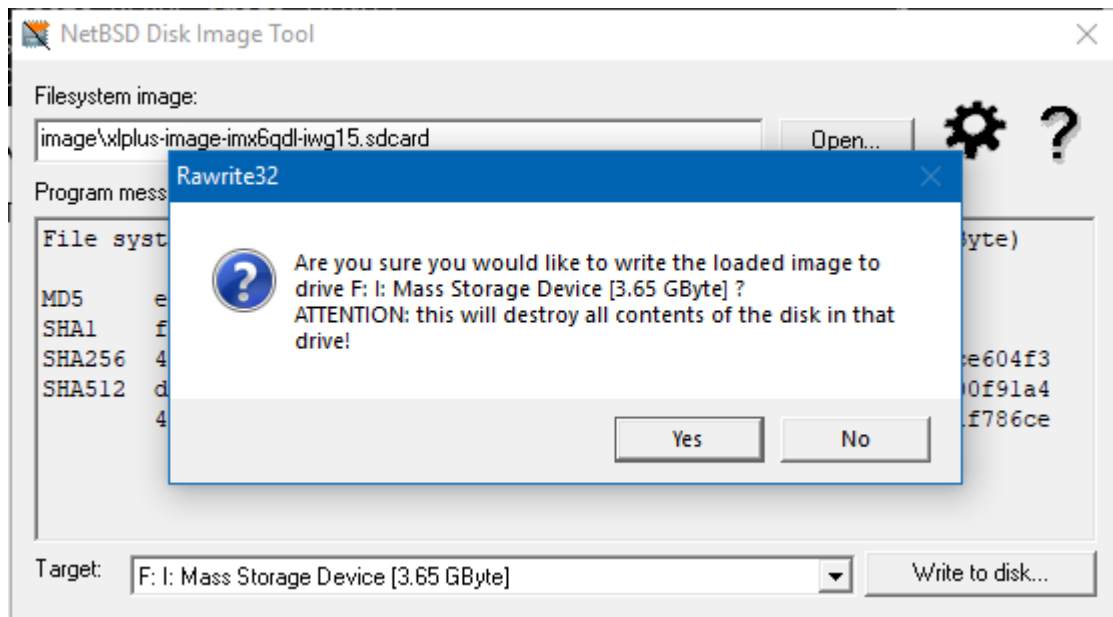 NetBSD Disk Image Tool
Filesystem image:
image\xlplus-image-imx6qdl-iwg15.sdcard
Open...
Program mess
Rawrite32
Are you sure you would like to write the loaded image to
drive F: I: Mass Storage Device [3.65 GByte] ?
ATTENTION: this will destroy all contents of the disk in that
drive!
Yes
No
File syst
yte)
MD5 e
SHA1 f
SHA256 4 e604f3
SHA512 d 0f91a4
4 f786ce
Target:
F: I: Mass Storage Device [3.65 GByte]
Write to disk...